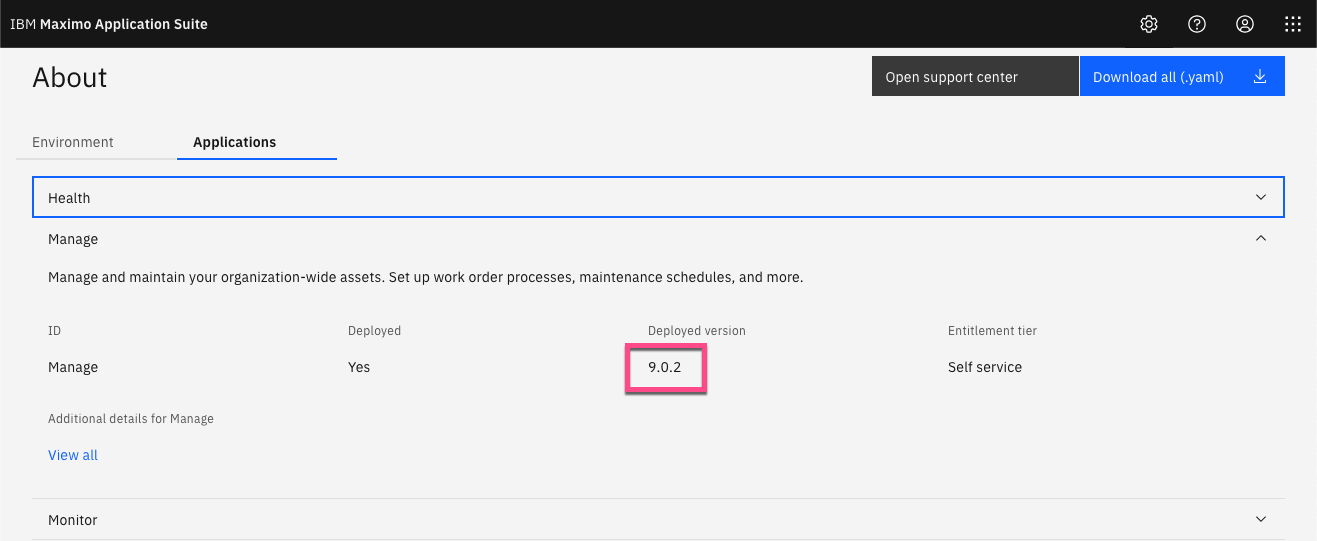 IBM Maximo Application Suite
About
Open support center
Download all (.yaml)
Environment
Applications
Health
Manage
Manage and maintain your organization-wide assets. Set up work order processes, maintenance schedules, and more.
ID Deployed Deployed version Entitlement tier
Manage Yes 9.0.2 Self service
Additional details for Manage
View all
Monitor